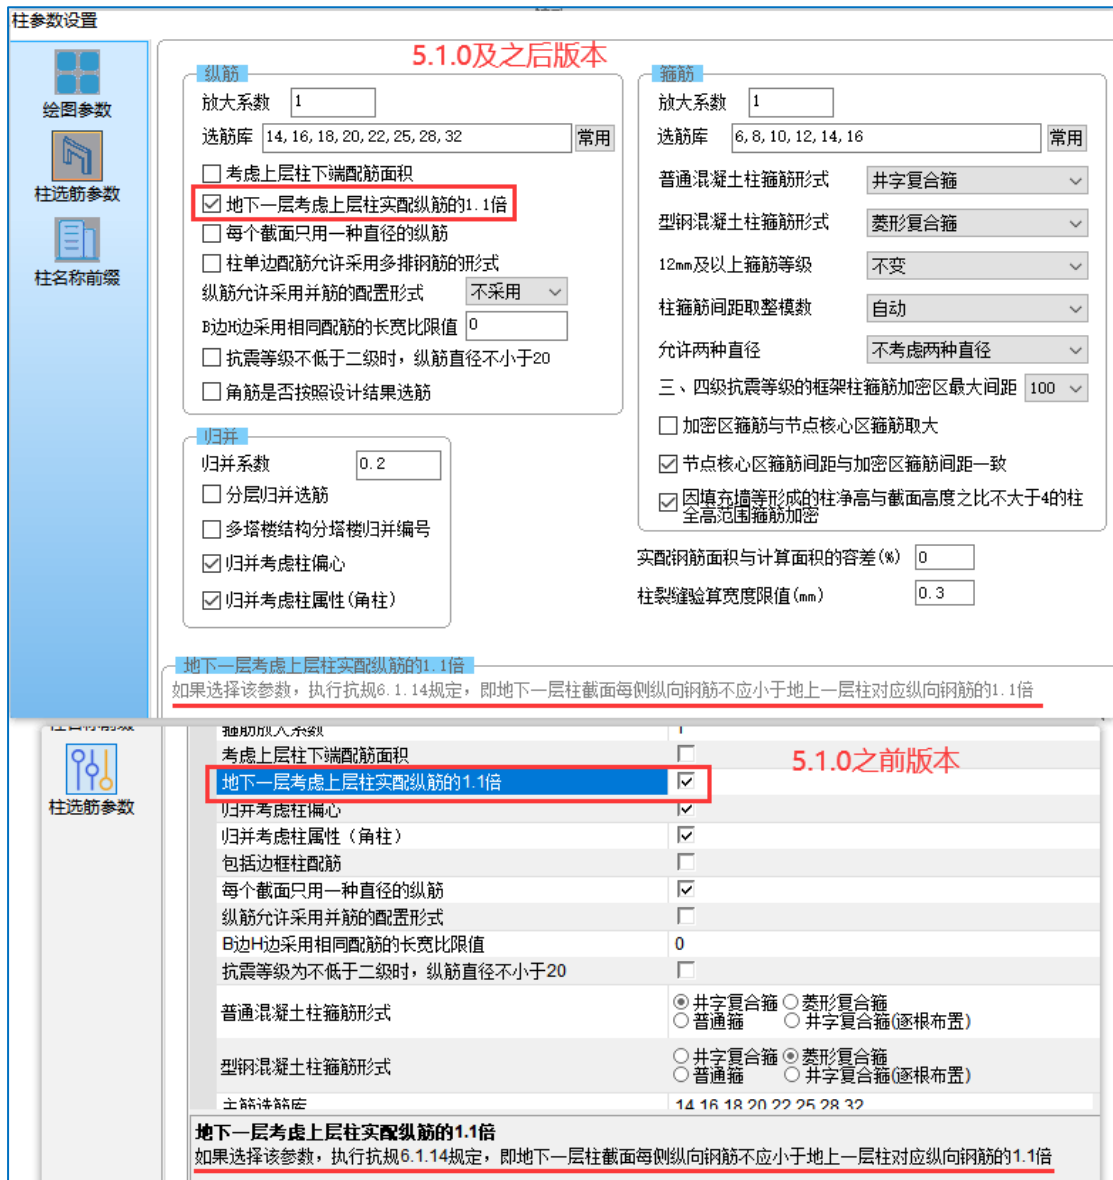 柱参数设置
5.1.0及之后版本
绘图参数
柱选筋参数
柱名称前缀
纵筋
放大系数 1
选筋库 14,16,18,20,22,25,28,32 常用
考虑上层柱下端配筋面积
地下一层考虑上层柱实配纵筋的1.1倍
每个截面只用一种直径的纵筋
柱单边配筋允许采用多排钢筋的形式
纵筋允许采用并筋的配置形式 不采用
B边H边采用相同配筋的长宽比限值 0
抗震等级不低于二级时，纵筋直径不小于20
角筋是否按照设计结果选筋
归并
归并系数 0.2
分层归并选筋
多塔楼结构分塔楼归并编号
归并考虑柱偏心
归并考虑柱属性(角柱)
箍筋
放大系数 1
选筋库 6,8,10,12,14,16 常用
普通混凝土柱箍筋形式 井字复合箍
型钢混凝土柱箍筋形式 菱形复合箍
12mm及以上箍筋等级 不变
柱箍筋间距取整模数 自动
允许两种直径 不考虑两种直径
三、四级抗震等级的框架柱箍筋加密区最大间距 100
加密区箍筋与节点核心区箍筋取大
节点核心区箍筋间距与加密区箍筋间距一致
因填充墙等形成的柱净高与截面高度之比不大于4的柱
全高范围箍筋加密
实配钢筋面积与计算面积的容差(%) 0
柱裂缝验算宽度限值(mm) 0.3
地下一层考虑上层柱实配纵筋的1.1倍
如果选择该参数，执行抗规6.1.14规定，即地下一层柱截面每侧纵向钢筋不应小于地上一层柱对应纵向钢筋的1.1倍
柱名称前缀
柱选筋参数
5.1.0之前版本
箍筋放大系数 1
考虑上层柱下端配筋面积
地下一层考虑上层柱实配纵筋的1.1倍
归并考虑柱偏心
归并考虑柱属性（角柱）
包括边框柱配筋
每个截面只用一种直径的纵筋
纵筋允许采用并筋的配置形式
B边H边采用相同配筋的长宽比限值 0
抗震等级为不低于二级时，纵筋直径不小于20
普通混凝土柱箍筋形式
井字复合箍 菱形复合箍
普通箍 井字复合箍(逐根布置)
型钢混凝土柱箍筋形式
井字复合箍 菱形复合箍
普通箍 井字复合箍(逐根布置)
主筋选筋库 14,16,18,20,22,25,28,32
地下一层考虑上层柱实配纵筋的1.1倍
如果选择该参数，执行抗规6.1.14规定，即地下一层柱截面每侧纵向钢筋不应小于地上一层柱对应纵向钢筋的1.1倍